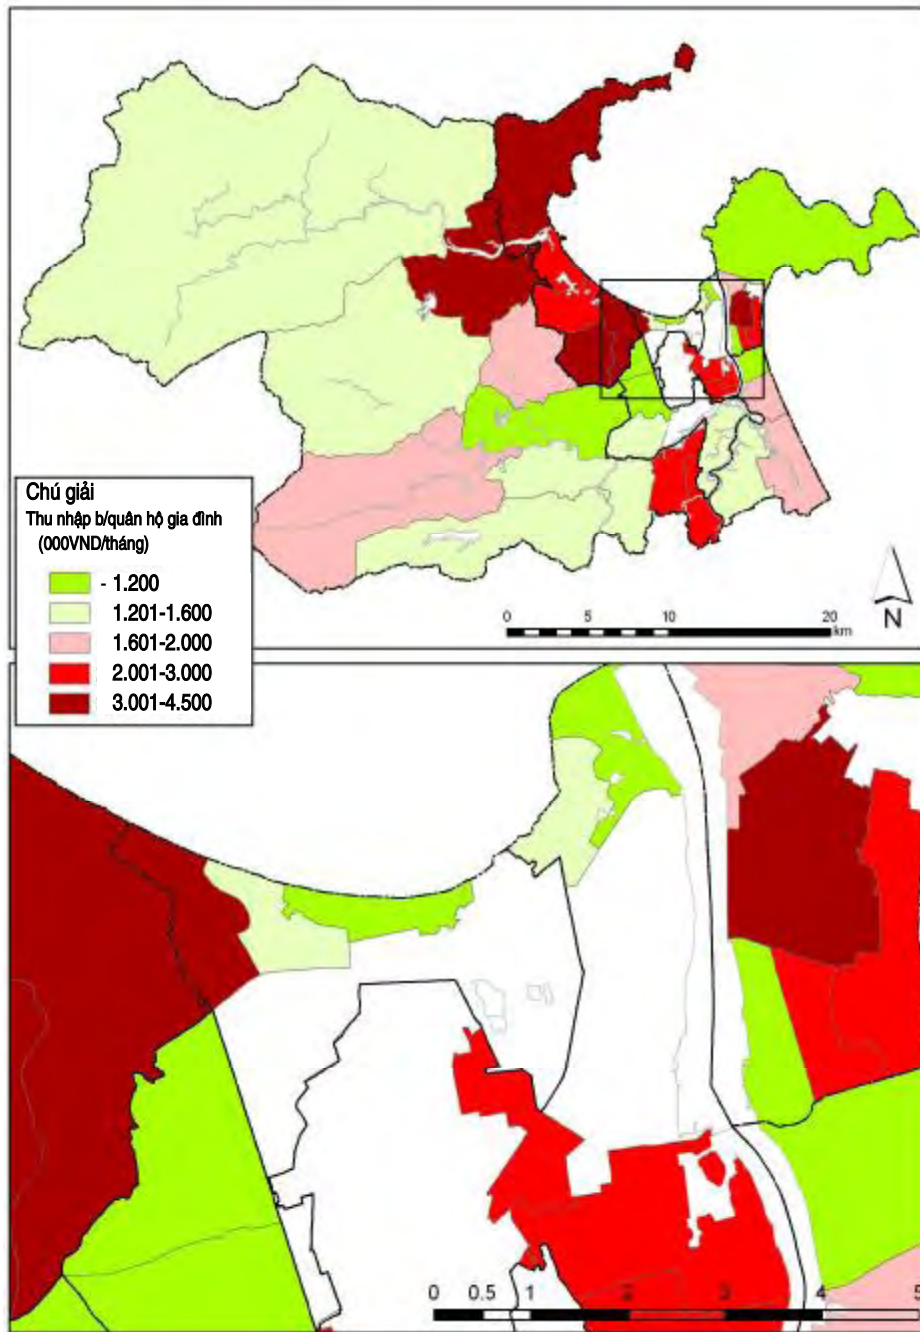 Chú giải
Thu nhập b/quân hộ gia đình
(000VND/tháng)
- 1.200
1.201-1.600
1.601-2.000
2.001-3.000
3.001-4.500
0 5 10 20
km
N
0 0.5 1 2 3 4 5